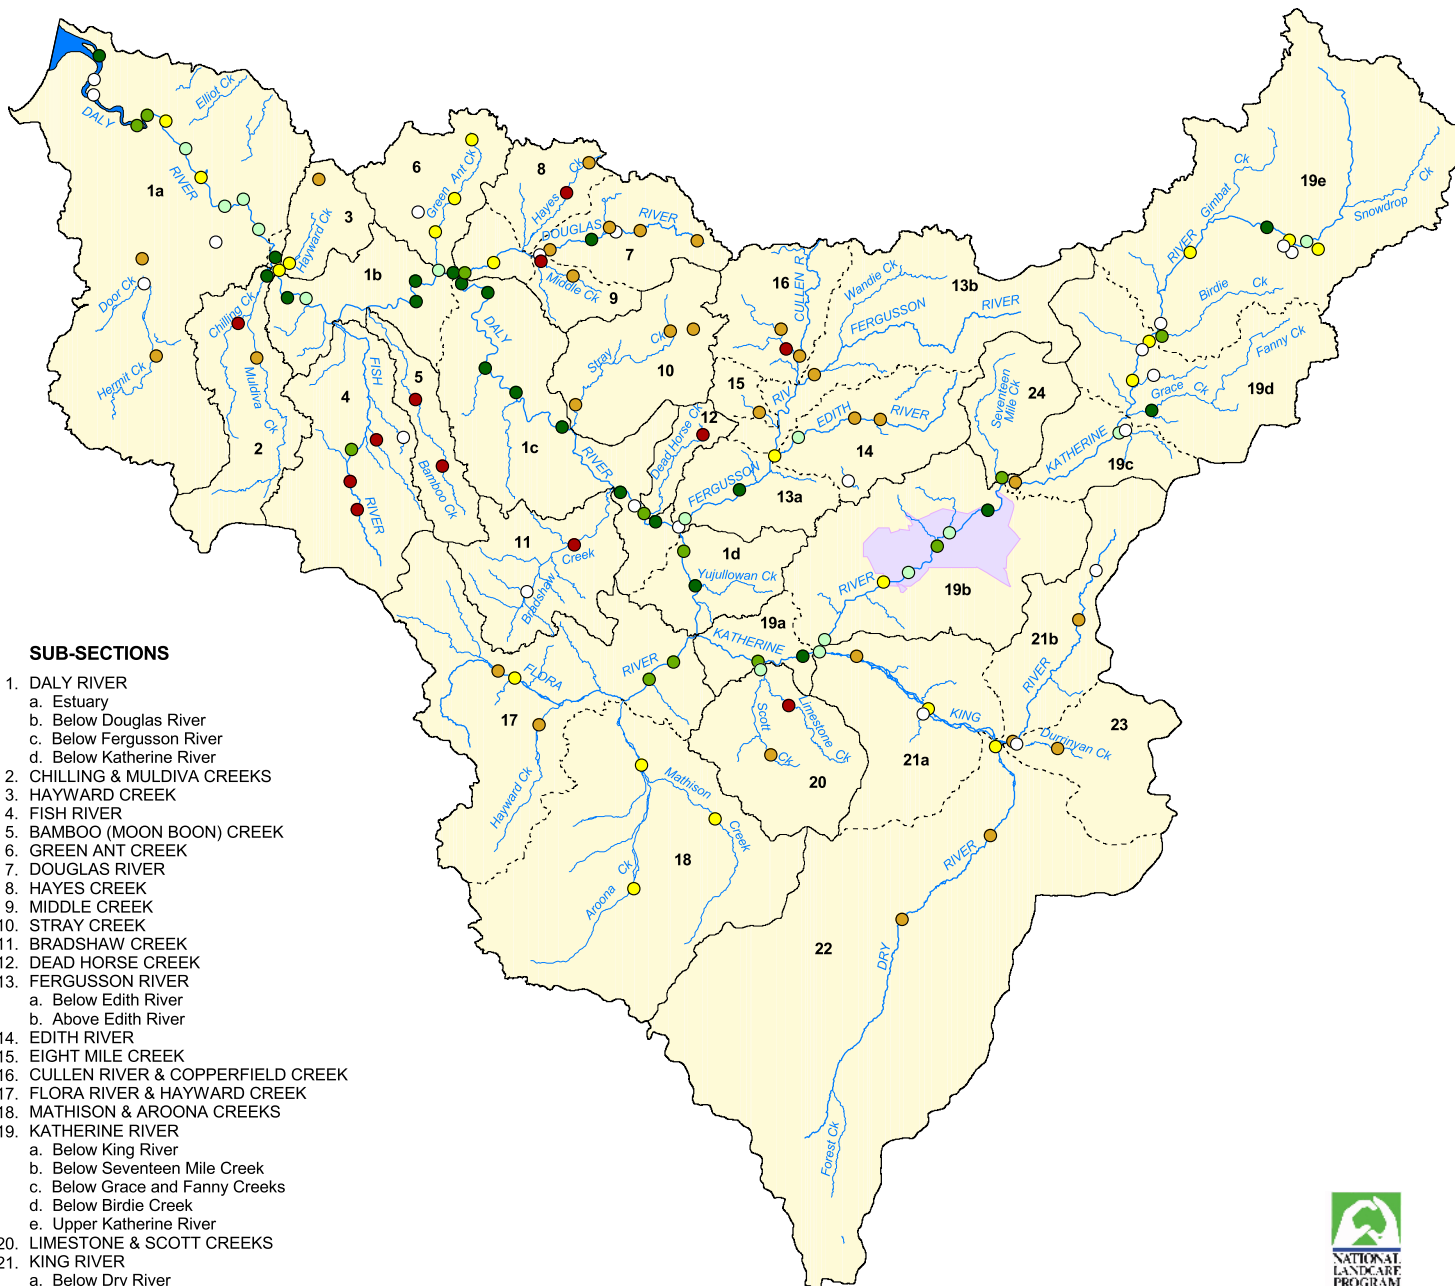 Elliot Ck
DALY
RIVER
1a
6
Green Ant Ck
8
Hayes Ck
DOUGLAS
RIVER
7
3
Hayward Ck
1b
Middle Ck
9
Door Ck
Chilling Ck
Hermit Ck
Muldiva Ck
2
FISH
RIVER
4
5
Bamboo Ck
DALY
RIVER
1c
Stray Ck
10
Dead Horse Ck
12
16
CULLEN R.
Wandie Ck
13b
FERGUSSON
RIVER
15
RIV
EDITH
RIVER
14
FERGUSSON
13a
24
Seventeen
Mile Ck
19e
Gimbat Ck
RIVER
Snowdrop Ck
Birdie Ck
Fanny Ck
Grace Ck
19d
KATHERINE
19c
11
Creek
Bradshaw
1d
Yujullowan Ck
RIVER
19b
19a
KATHERINE
21b
RIVER
FLORA
RIVER
17
Hayward Ck
Scott Ck
Limestone Ck
20
KING
21a
Durrinyan Ck
23
Mathison
Creek
18
Aroona Ck
RIVER
DRY
22
Forest Ck
SUB-SECTIONS
1. DALY RIVER
a. Estuary
b. Below Douglas River
c. Below Fergusson River
d. Below Katherine River
2. CHILLING & MULDIVA CREEKS
3. HAYWARD CREEK
4. FISH RIVER
5. BAMBOO (MOON BOON) CREEK
6. GREEN ANT CREEK
7. DOUGLAS RIVER
8. HAYES CREEK
9. MIDDLE CREEK
10. STRAY CREEK
11. BRADSHAW CREEK
12. DEAD HORSE CREEK
13. FERGUSSON RIVER
a. Below Edith River
b. Above Edith River
14. EDITH RIVER
15. EIGHT MILE CREEK
16. CULLEN RIVER & COPPERFIELD CREEK
17. FLORA RIVER & HAYWARD CREEK
18. MATHISON & AROONA CREEKS
19. KATHERINE RIVER
a. Below King River
b. Below Seventeen Mile Creek
c. Below Grace and Fanny Creeks
d. Below Birdie Creek
e. Upper Katherine River
20. LIMESTONE & SCOTT CREEKS
21. KING RIVER
a. Below Dry River
NATIONAL
LANDCARE
PROGRAM